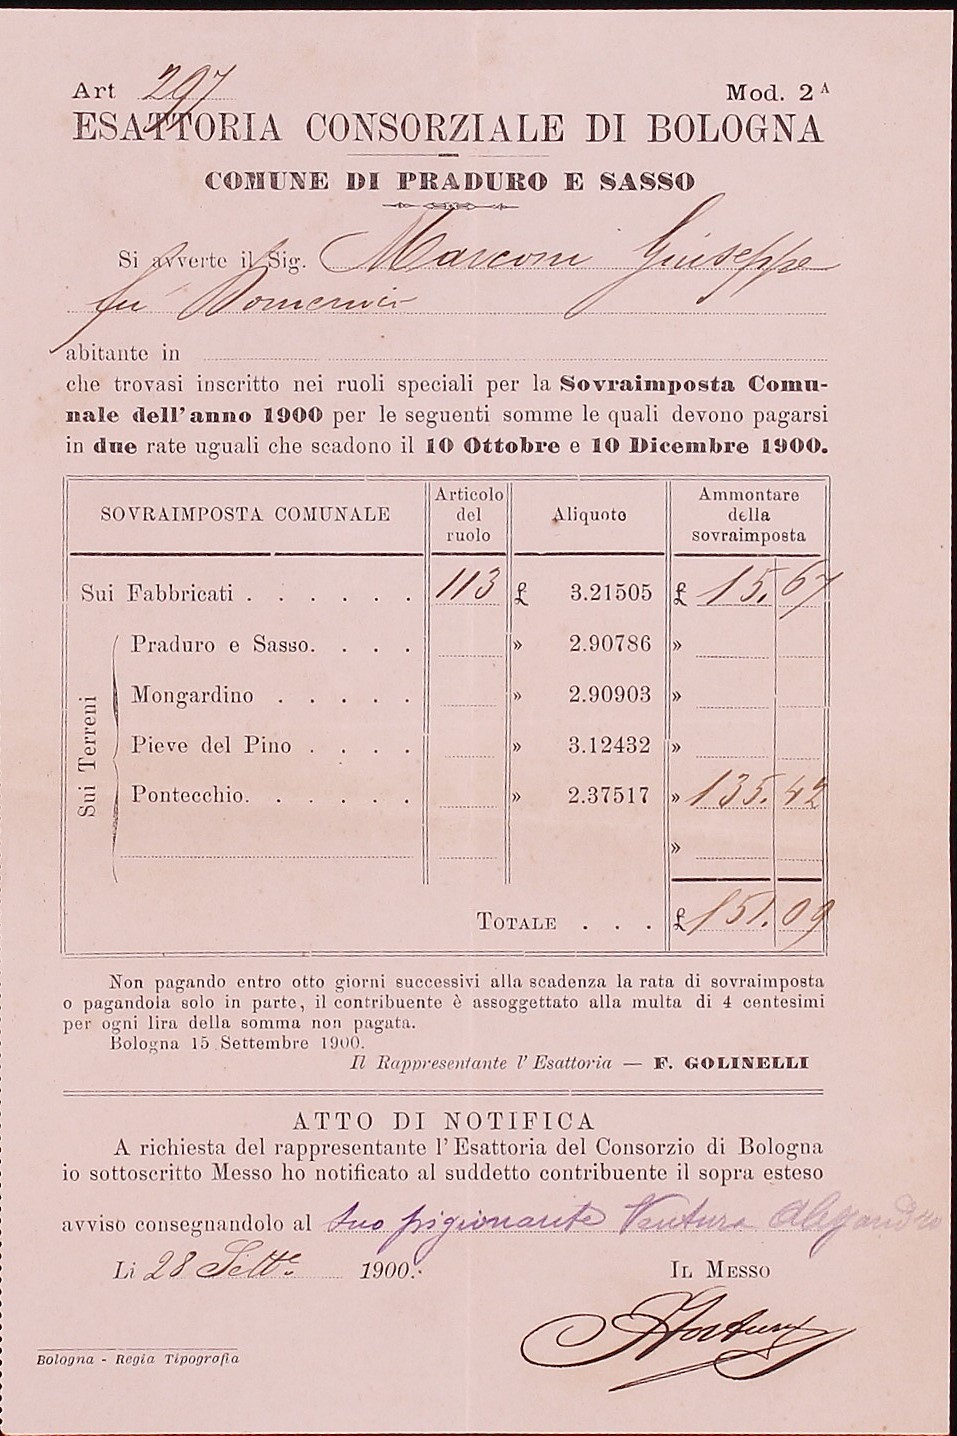 Art 297 Mod. 2 A
ESATTORIA CONSORZIALE DI BOLOGNA
COMUNE DI PRADURO E SASSO
Si avverte il Sig. Marconi Giuseppe
fu Domenico
abitante in
che trovasi inscritto nei ruoli speciali per la Sovraimposta Comu-
nale dell'anno 1900 per le seguenti somme le quali devono pagarsi
in due rate uguali che scadono il 10 Ottobre e 10 Dicembre 1900.
SOVRAIMPOSTA COMUNALE Articolo del ruolo Aliquote Ammontare della sovraimposta
Sui Fabbricati . . . . . . 113 £ 3.21505 £ 15. 67
Sui Terreni
Praduro e Sasso. . . . » 2.90786 »
Mongardino . . . . . » 2.90903 »
Pieve del Pino . . . . » 3.12432 »
Pontecchio. . . . . . » 2.37517 » 135. 42
»
TOTALE . . . £ 151. 09
Non pagando entro otto giorni successivi alla scadenza la rata di sovraimposta
o pagandola solo in parte, il contribuente è assoggettato alla multa di 4 centesimi
per ogni lira della somma non pagata.
Bologna 15 Settembre 1900.
Il Rappresentante l'Esattoria — F. GOLINELLI
ATTO DI NOTIFICA
A richiesta del rappresentante l'Esattoria del Consorzio di Bologna
io sottoscritto Messo ho notificato al suddetto contribuente il sopra esteso
avviso consegnandolo al suo pigionante Ventura Alessandro
Li 28 Sette 1900.
IL MESSO
Bologna - Regia Tipografia